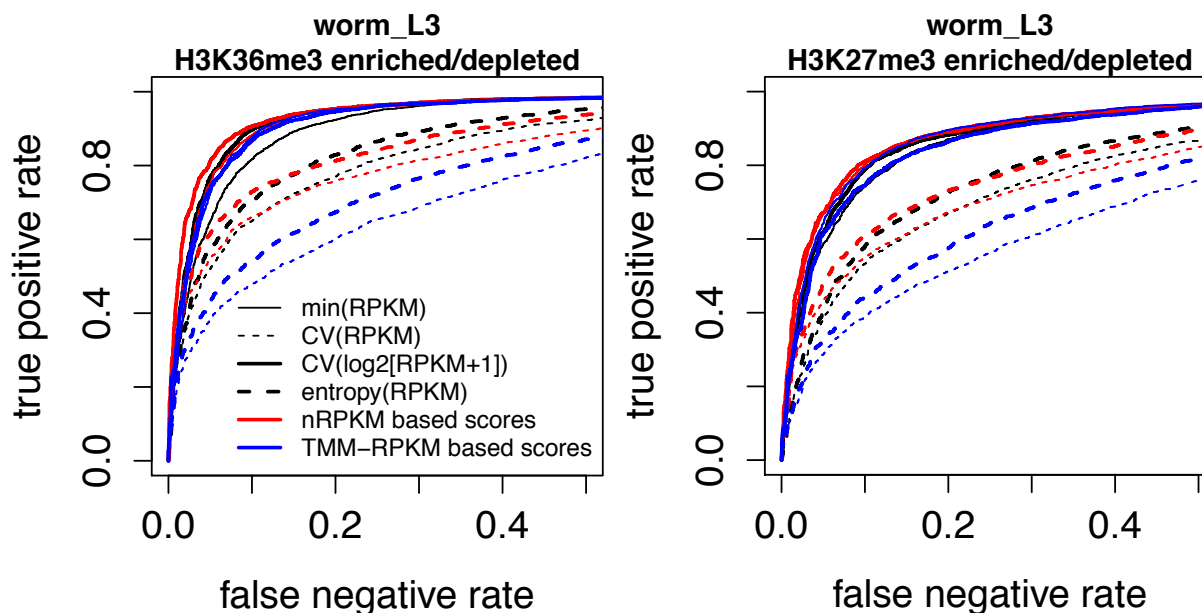 worm_L3
H3K36me3 enriched/depleted
true positive rate
0.8
0.4
0.0
min(RPKM)
CV(RPKM)
CV(log2[RPKM+1])
entropy(RPKM)
nRPKM based scores
TMM−RPKM based scores
0.0 0.2 0.4
false negative rate
worm_L3
H3K27me3 enriched/depleted
true positive rate
0.8
0.4
0.0
0.0 0.2 0.4
false negative rate